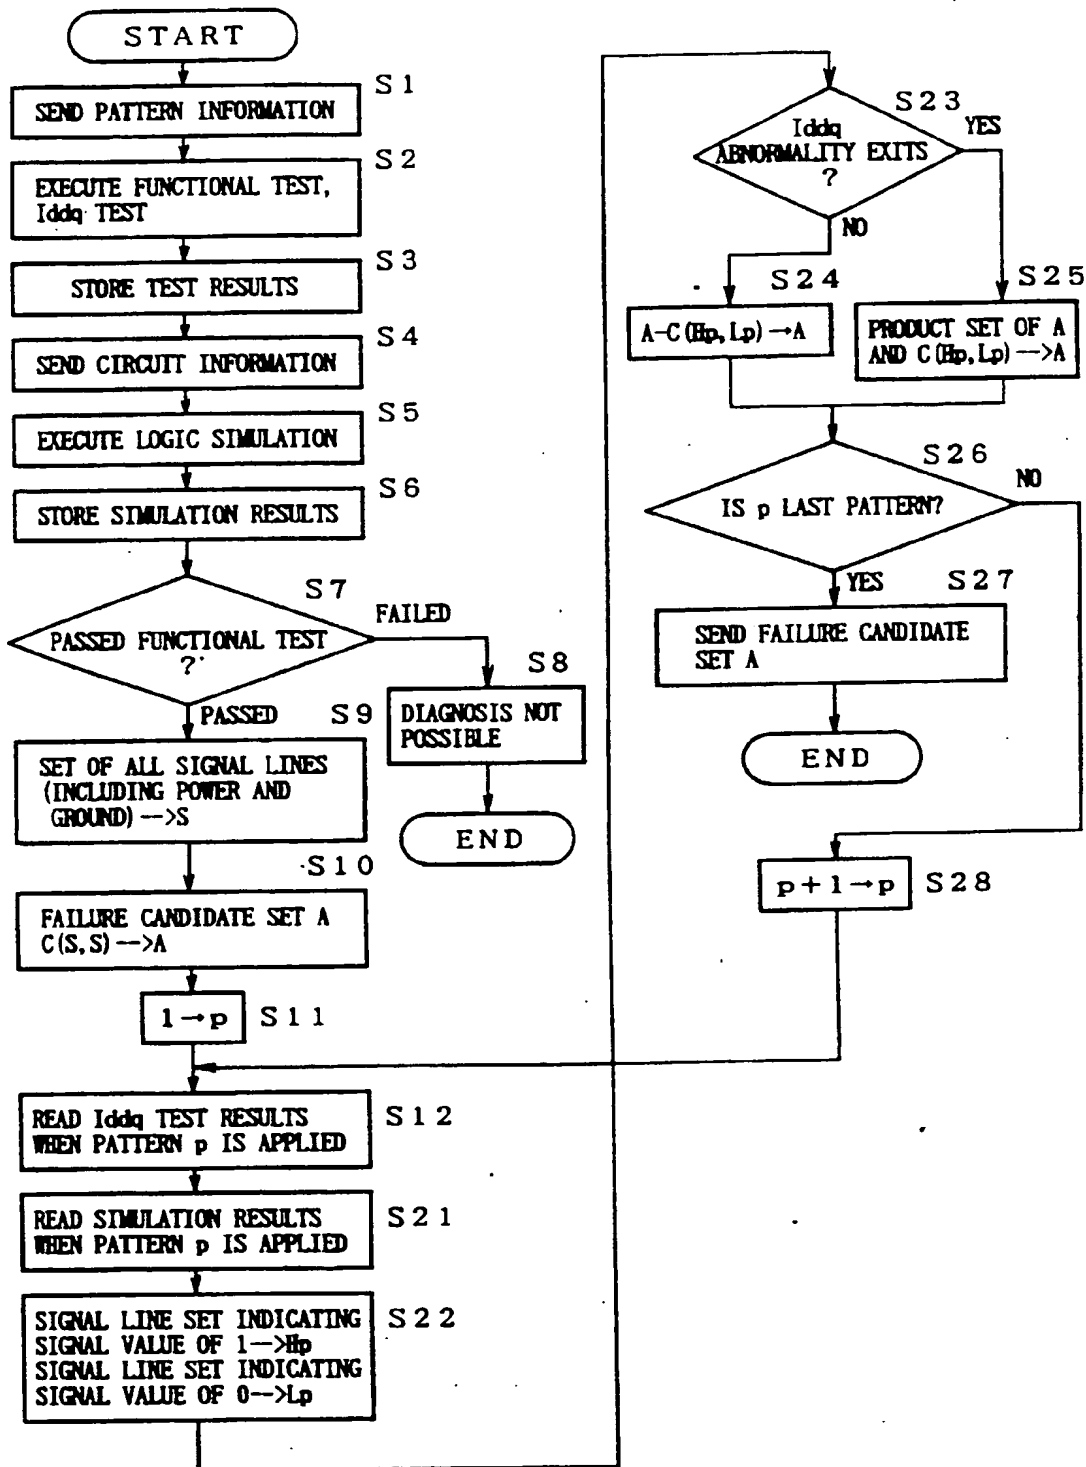 START
S1
SEND PATTERN INFORMATION
S2
EXECUTE FUNCTIONAL TEST,
Iddq TEST
S3
STORE TEST RESULTS
S4
SEND CIRCUIT INFORMATION
S5
EXECUTE LOGIC SIMULATION
S6
STORE SIMULATION RESULTS
S7
PASSED FUNCTIONAL TEST
?
FAILED
PASSED
S8
DIAGNOSIS NOT
POSSIBLE
END
S9
SET OF ALL SIGNAL LINES
(INCLUDING POWER AND
GROUND)-->S
S10
FAILURE CANDIDATE SET A
C(S,S)-->A
1→p
S11
READ Iddq TEST RESULTS
WHEN PATTERN p IS APPLIED
S12
READ SIMULATION RESULTS
WHEN PATTERN p IS APPLIED
S21
SIGNAL LINE SET INDICATING
SIGNAL VALUE OF 1-->Hp
SIGNAL LINE SET INDICATING
SIGNAL VALUE OF 0-->Lp
S22
S23
Iddq
ABNORMALITY EXITS
?
YES
NO
S24
A-C(Hp,Lp)→A
S25
PRODUCT SET OF A
AND C(Hp,Lp)-->A
S26
IS p LAST PATTERN?
NO
YES
S27
SEND FAILURE CANDIDATE
SET A
END
p+1→p
S28